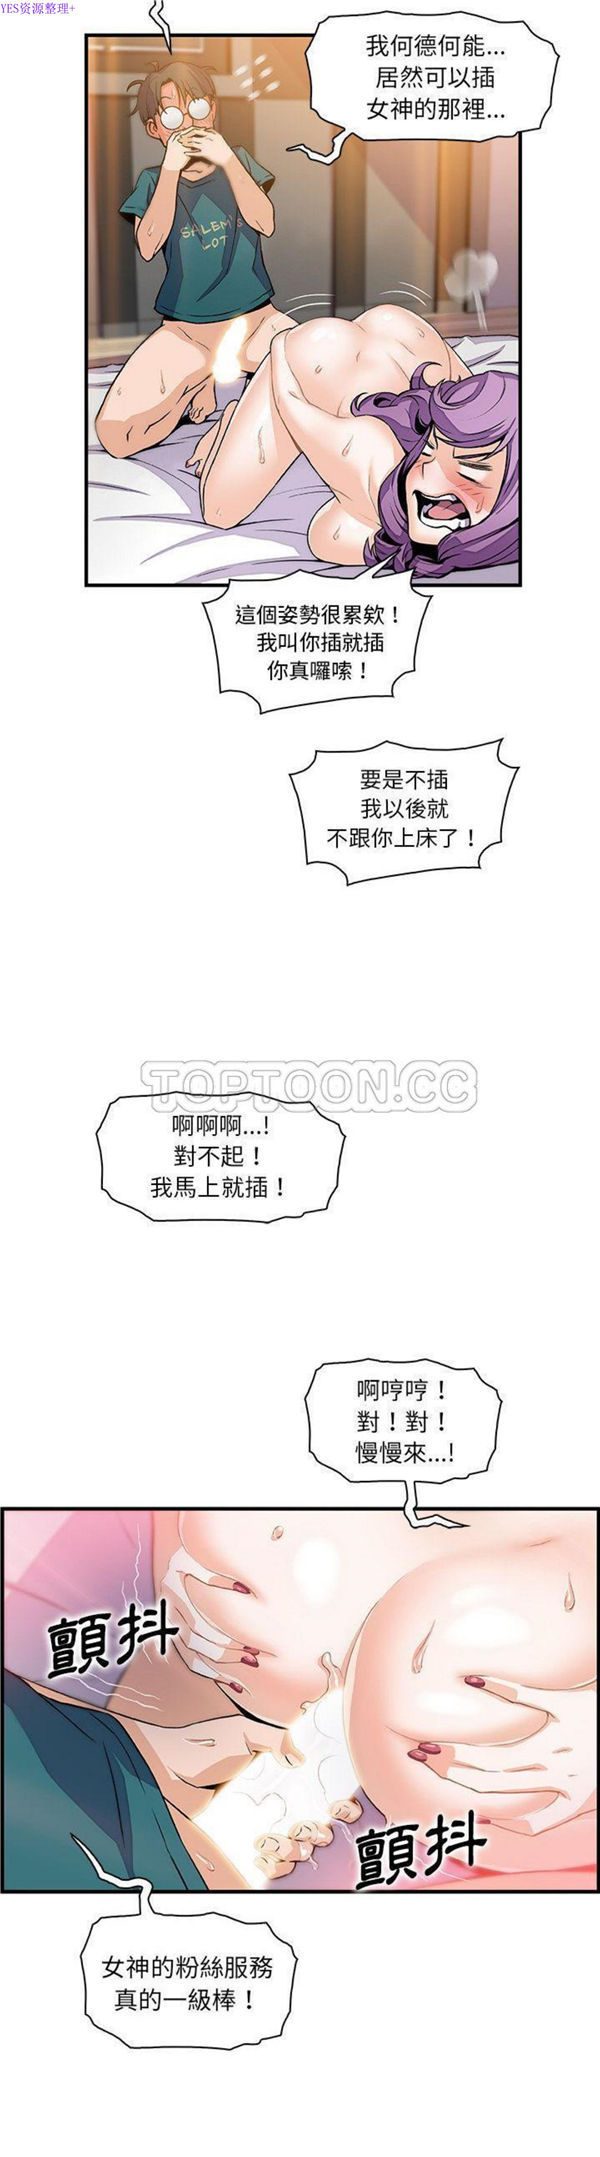 YES资源整理+
我何德何能...
居然可以插
女神的那裡...
SALEM'S
LOT
這個姿勢很累欸！
我叫你插就插
你真囉嗦！
要是不插
我以後就
不跟你上床了！
TOPTOON.CC
啊啊啊...!
對不起！
我馬上就插！
啊哼哼！
對！對！
慢慢來...!
顫抖
顫抖
女神的粉絲服務
真的一級棒！